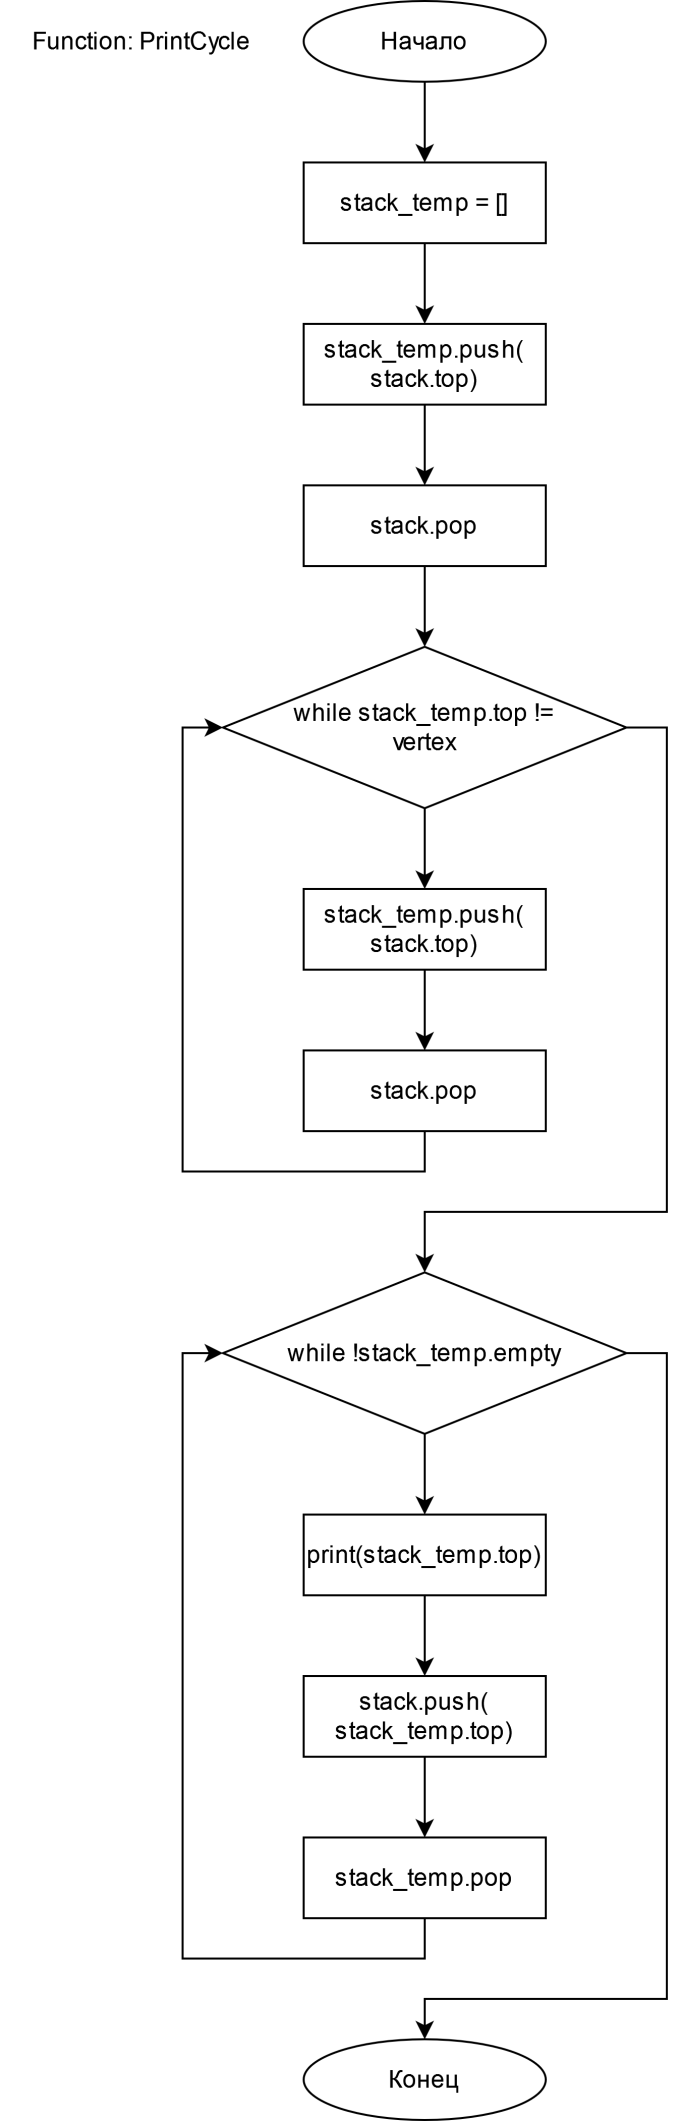 Function: PrintCycle
Начало
stack_temp = []
stack_temp.push(
stack.top)
stack.pop
while stack_temp.top !=
vertex
stack_temp.push(
stack.top)
stack.pop
while !stack_temp.empty
print(stack_temp.top)
stack.push(
stack_temp.top)
stack_temp.pop
Конец